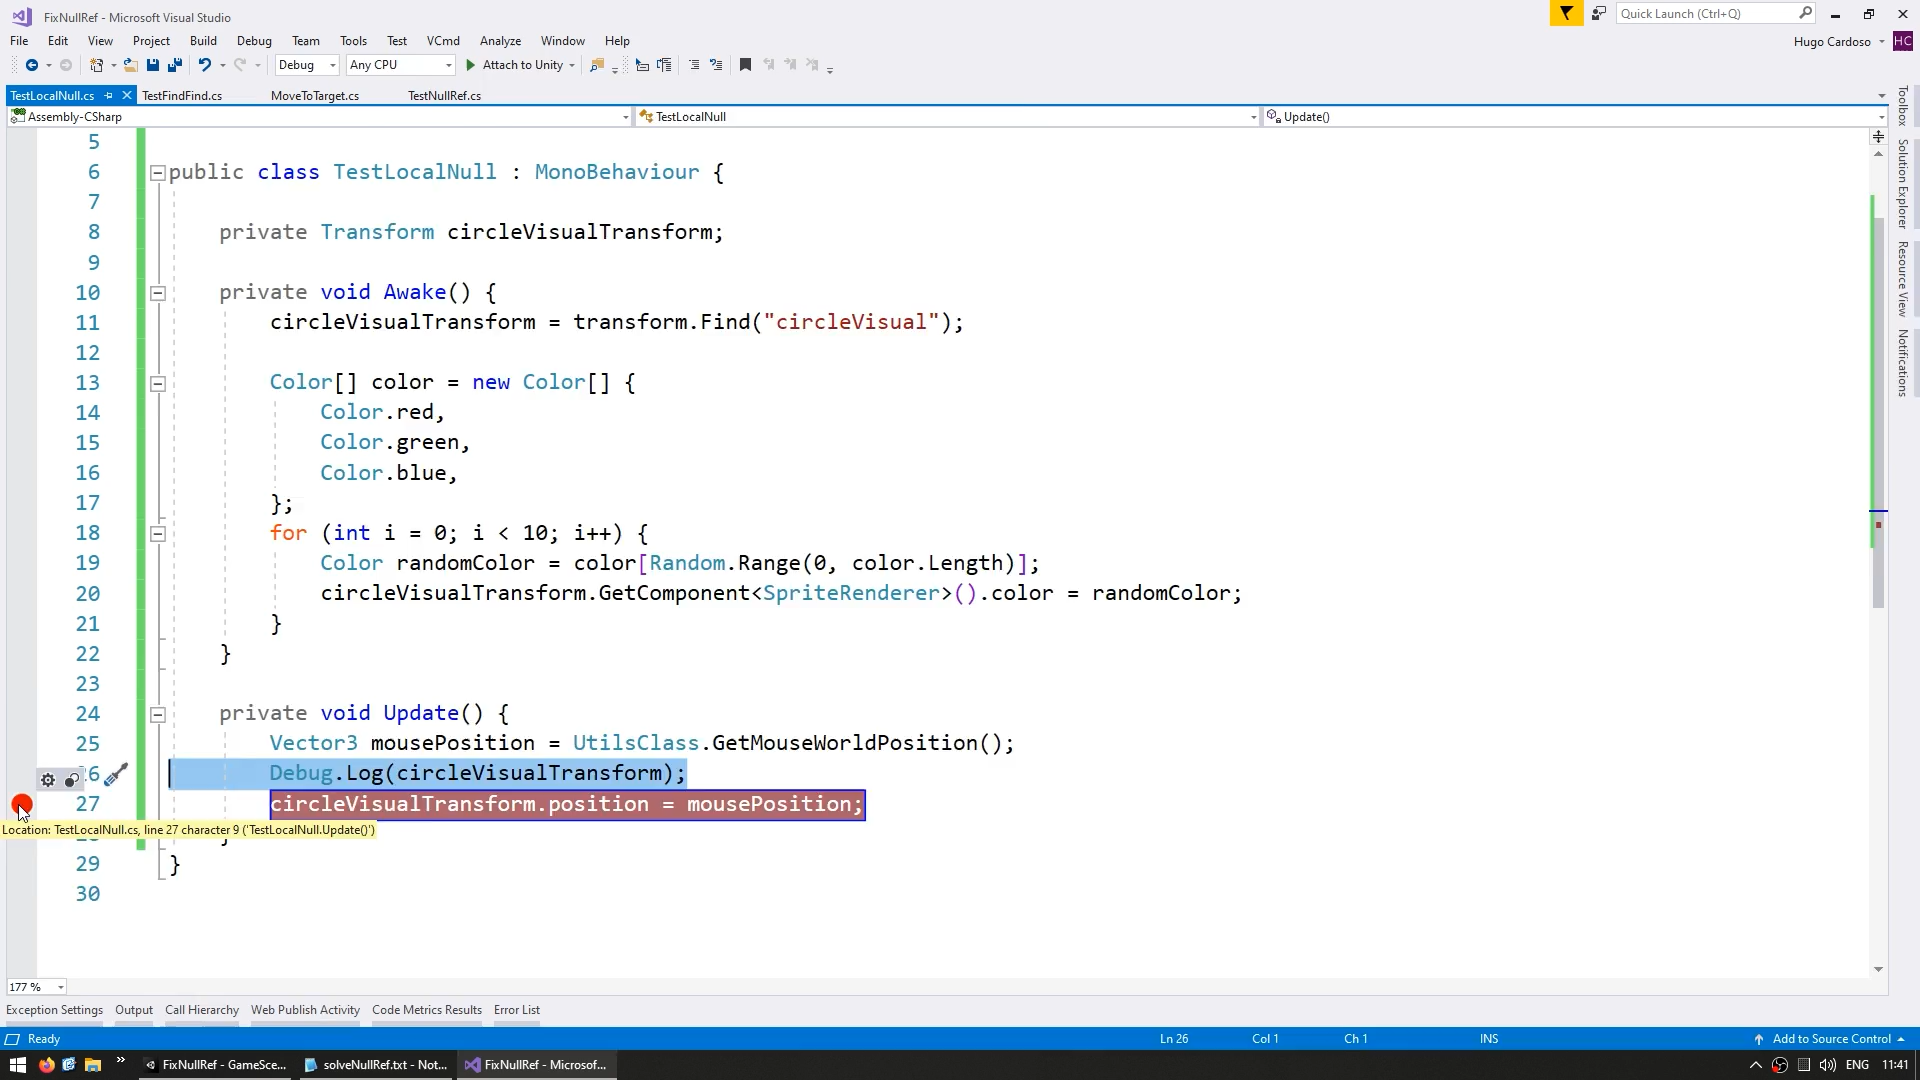 FixNullRef - Microsoft Visual Studio
Quick Launch (Ctrl+Q)
File Edit View Project Build Debug Team Tools Test VCmd Analyze Window Help
Hugo Cardoso HC
Debug Any CPU Attach to Unity
TestLocalNull.cs TestFindFind.cs MoveToTarget.cs TestNullRef.cs
Assembly-CSharp TestLocalNull Update()
5
6 public class TestLocalNull : MonoBehaviour {
7
8 private Transform circleVisualTransform;
9
10 private void Awake() {
11 circleVisualTransform = transform.Find("circleVisual");
12
13 Color[] color = new Color[] {
14 Color.red,
15 Color.green,
16 Color.blue,
17 };
18 for (int i = 0; i < 10; i++) {
19 Color randomColor = color[Random.Range(0, color.Length)];
20 circleVisualTransform.GetComponent<SpriteRenderer>().color = randomColor;
21 }
22 }
23
24 private void Update() {
25 Vector3 mousePosition = UtilsClass.GetMouseWorldPosition();
26 Debug.Log(circleVisualTransform);
27 circleVisualTransform.position = mousePosition;
Location: TestLocalNull.cs, line 27 character 9 ('TestLocalNull.Update()')
29 }
30
Toolbox
Solution Explorer
Resource View
Notifications
177 %
Exception Settings Output Call Hierarchy Web Publish Activity Code Metrics Results Error List
Ready Ln 26 Col 1 Ch 1 INS Add to Source Control
FixNullRef - GameSce... solveNullRef.txt - Not... FixNullRef - Microsof... ENG 11:41